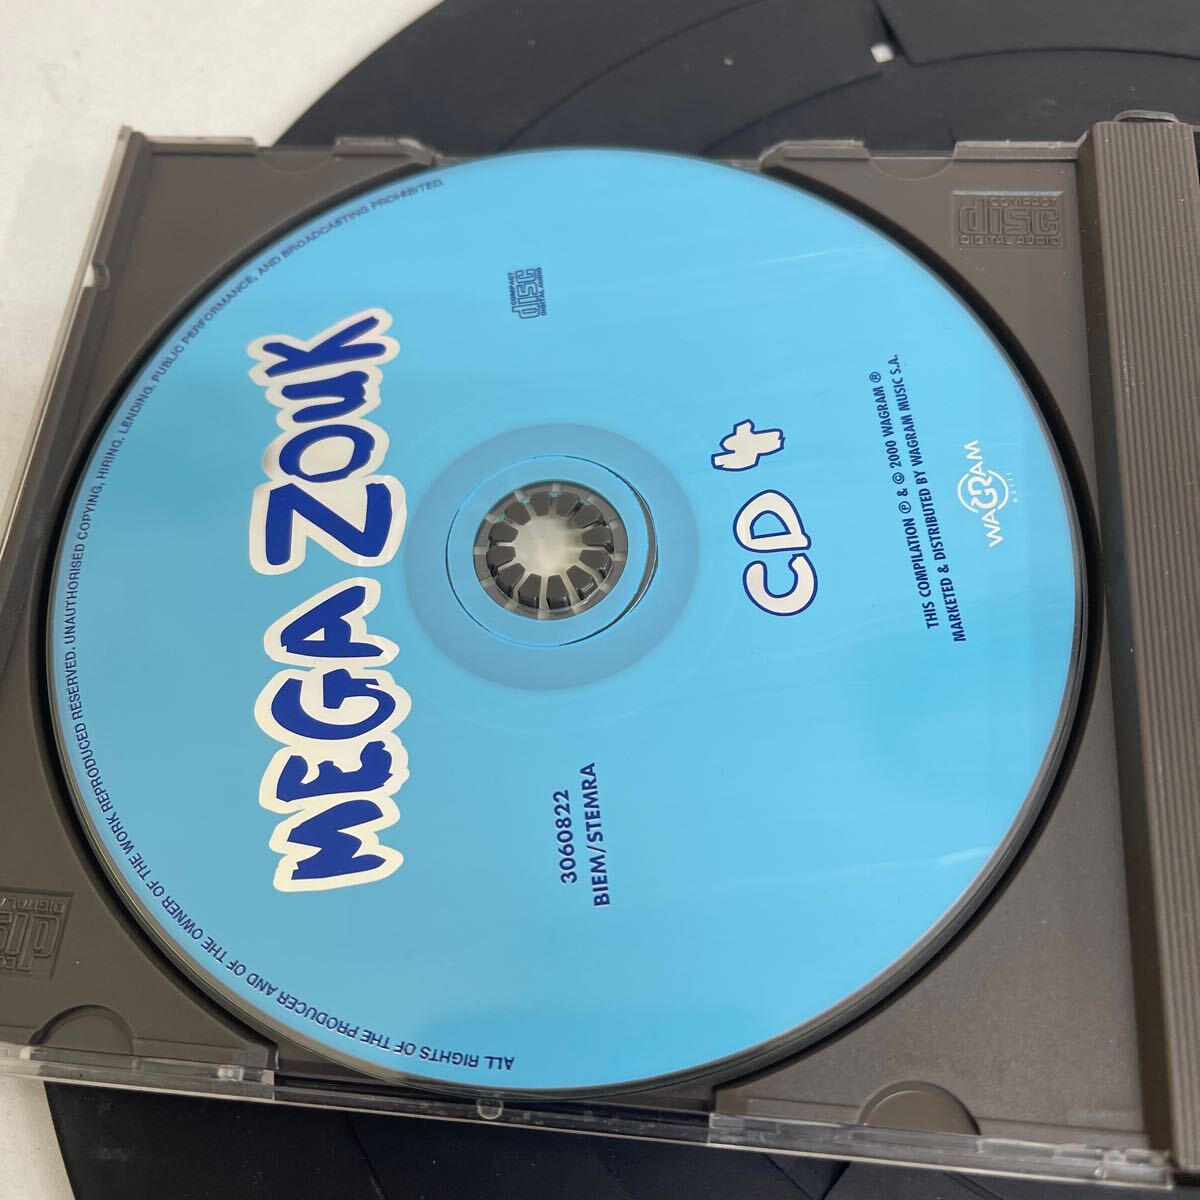 MEGA ZOUK
COMPACT
disc
DIGITAL AUDIO
CD 4
3060822
BIEM/STEMRA
THIS COMPILATION ℗ & © 2000 WAGRAM ®
MARKETED & DISTRIBUTED BY WAGRAM MUSIC S.A.
WAGRAM
MUSIC
ALL RIGHTS OF THE PRODUCER AND OF THE OWNER OF THE WORK REPRODUCED RESERVED. UNAUTHORISED COPYING, HIRING, LENDING, PUBLIC PERFORMANCE, AND BROADCASTING PROHIBITED.
COMPACT
disc
DIGITAL AUDIO
disc